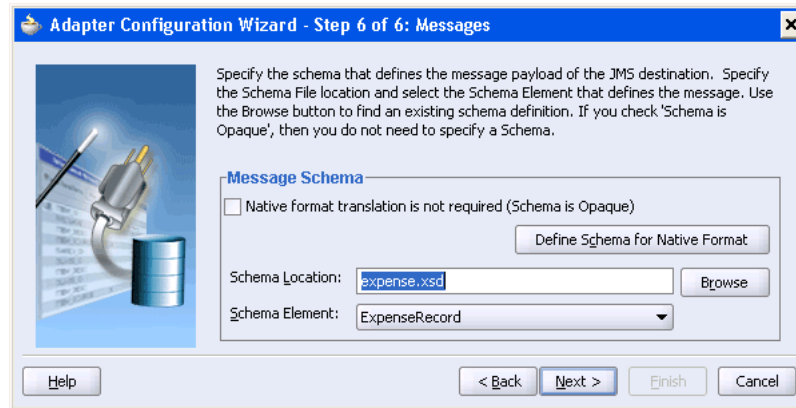 Adapter Configuration Wizard - Step 6 of 6: Messages
Specify the schema that defines the message payload of the JMS destination. Specify
the Schema File location and select the Schema Element that defines the message. Use
the Browse button to find an existing schema definition. If you check 'Schema is
Opaque', then you do not need to specify a Schema.
Message Schema
Native format translation is not required (Schema is Opaque)
Define Schema for Native Format
Schema Location: expense.xsd Browse
Schema Element: ExpenseRecord
Help < Back Next > Finish Cancel